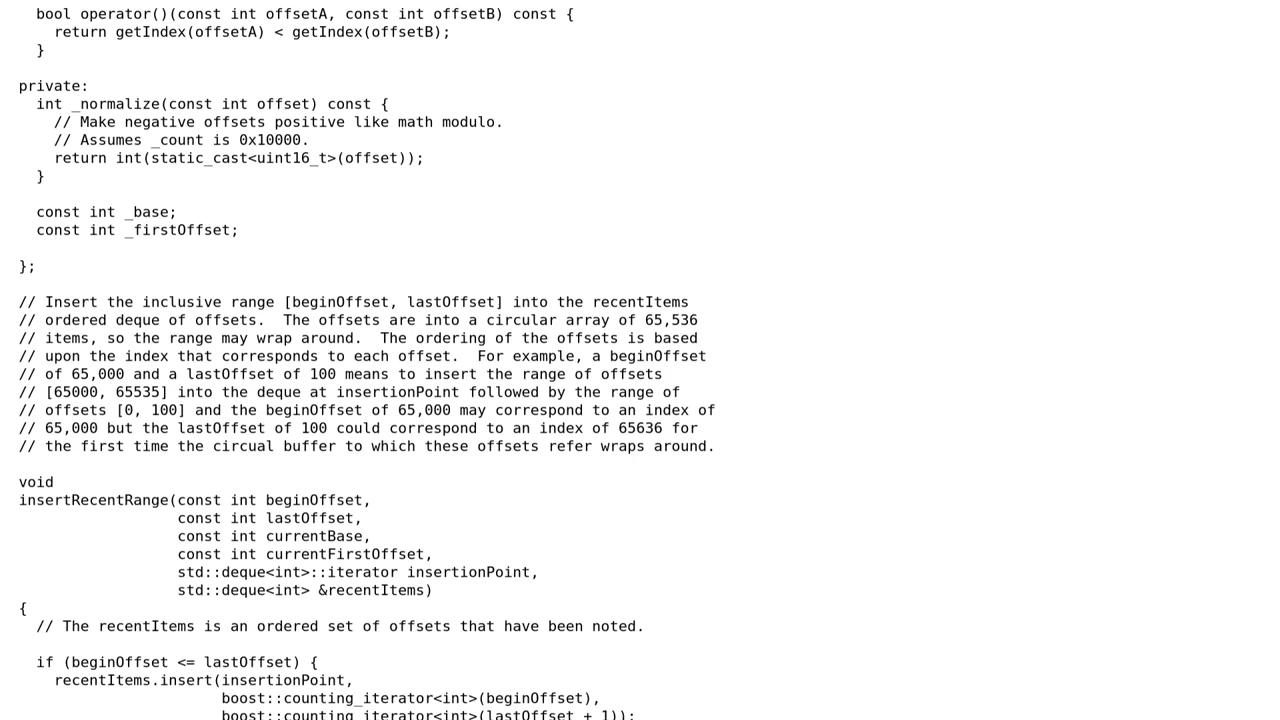 bool operator()(const int offsetA, const int offsetB) const {
return getIndex(offsetA) < getIndex(offsetB);
}
private:
int _normalize(const int offset) const {
// Make negative offsets positive like math modulo.
// Assumes _count is 0x10000.
return int(static_cast<uint16_t>(offset));
}
const int _base;
const int _firstOffset;
};
// Insert the inclusive range [beginOffset, lastOffset] into the recentItems
// ordered deque of offsets.  The offsets are into a circular array of 65,536
// items, so the range may wrap around.  The ordering of the offsets is based
// upon the index that corresponds to each offset.  For example, a beginOffset
// of 65,000 and a lastOffset of 100 means to insert the range of offsets
// [65000, 65535] into the deque at insertionPoint followed by the range of
// offsets [0, 100] and the beginOffset of 65,000 may correspond to an index of
// 65,000 but the lastOffset of 100 could correspond to an index of 65636 for
// the first time the circual buffer to which these offsets refer wraps around.
void
insertRecentRange(const int beginOffset,
const int lastOffset,
const int currentBase,
const int currentFirstOffset,
std::deque<int>::iterator insertionPoint,
std::deque<int> &recentItems)
{
// The recentItems is an ordered set of offsets that have been noted.
if (beginOffset <= lastOffset) {
recentItems.insert(insertionPoint,
boost::counting_iterator<int>(beginOffset),
boost::counting_iterator<int>(lastOffset + 1));